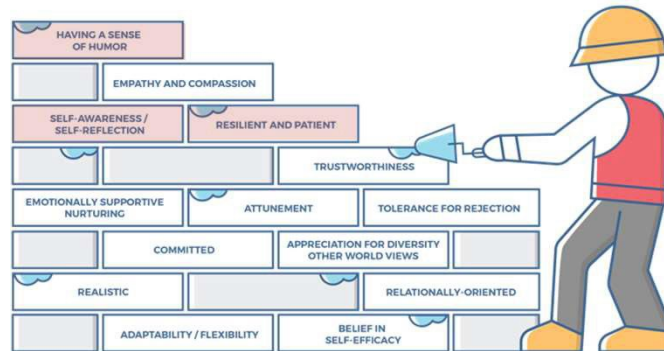 HAVING A SENSE
OF HUMOR
EMPATHY AND COMPASSION
SELF-AWARENESS /
SELF-REFLECTION
RESILIENT AND PATIENT
TRUSTWORTHINESS
EMOTIONALLY SUPPORTIVE
NURTURING
ATTUNEMENT
TOLERANCE FOR REJECTION
COMMITTED
APPRECIATION FOR DIVERSITY
OTHER WORLD VIEWS
REALISTIC
RELATIONALLY-ORIENTED
ADAPTABILITY / FLEXIBILITY
BELIEF IN
SELF-EFFICACY